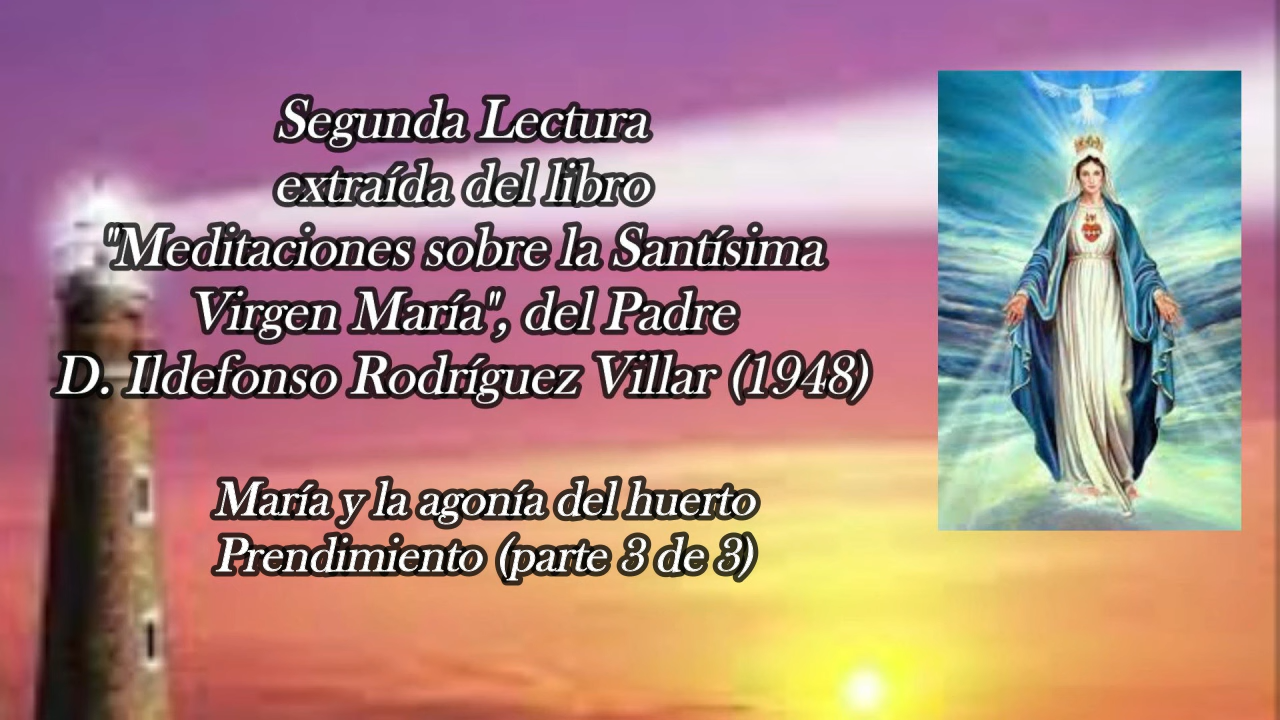 Segunda Lectura
extraída del libro
"Meditaciones sobre la Santísima
Virgen María", del Padre
D. Ildefonso Rodríguez Villar (1948)
María y la agonía del huerto
Prendimiento (parte 3 de 3)